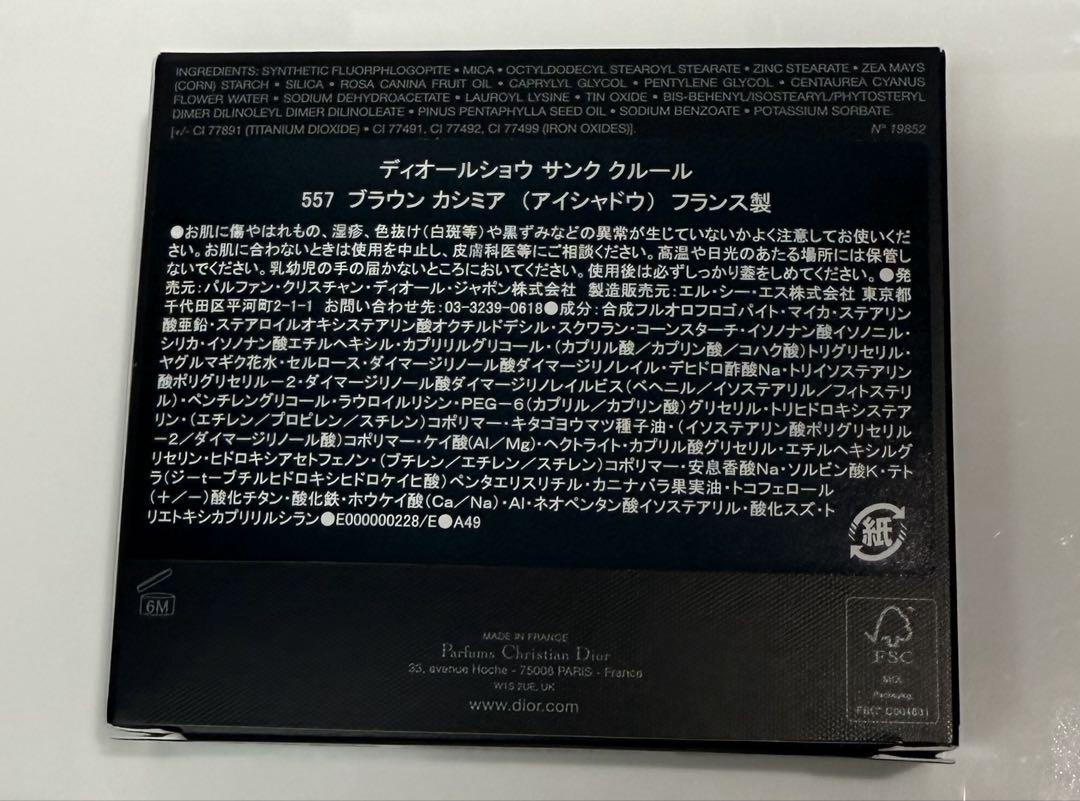 INGREDIENTS: SYNTHETIC FLUORPHLOGOPITE • MICA • OCTYLDODECYL STEAROYL STEARATE • ZINC STEARATE • ZEA MAYS
(CORN) STARCH • SILICA • ROSA CANINA FRUIT OIL • CAPRYLYL GLYCOL • PENTYLENE GLYCOL • CENTAUREA CYANUS
FLOWER WATER • SODIUM DEHYDROACETATE • LAUROYL LYSINE • TIN OXIDE • BIS-BEHENYL/ISOSTEARYL/PHYTOSTERYL
DIMER DILINOLEYL DIMER DILINOLEATE • PINUS PENTAPHYLLA SEED OIL • SODIUM BENZOATE • POTASSIUM SORBATE.
[+/- CI 77891 (TITANIUM DIOXIDE) • CI 77491, CI 77492, CI 77499 (IRON OXIDES)]. N° 19852
ディオールショウ サンク クルール
557 ブラウン カシミア （アイシャドウ） フランス製
●お肌に傷やはれもの、湿疹、色抜け(白斑等)や黒ずみなどの異常が生じていないかよく注意してお使いくだ
さい。お肌に合わないときは使用を中止し、皮膚科医等にご相談ください。高温や日光のあたる場所には保管し
ないでください。乳幼児の手の届かないところにおいてください。使用後は必ずしっかり蓋をしめてください。●発
売元：パルファン・クリスチャン・ディオール・ジャポン株式会社 製造販売元：エル・シー・エス株式会社 東京都
千代田区平河町2-1-1 お問い合わせ先：03-3239-0618●成分：合成フルオロフロゴパイト・マイカ・ステアリン
酸亜鉛・ステアロイルオキシステアリン酸オクチルドデシル・スクワラン・コーンスターチ・イソノナン酸イソノニル・
シリカ・イソノナン酸エチルヘキシル・カプリリルグリコール・（カプリル酸／カプリン酸／コハク酸）トリグリセリル・
ヤグルマギク花水・セルロース・ダイマージリノール酸ダイマージリノレイル・デヒドロ酢酸Na・トリイソステアリン
酸ポリグリセリル－2・ダイマージリノール酸ダイマージリノレイルビス（ベヘニル／イソステアリル／フィトステリ
ル）・ペンチレングリコール・ラウロイルリシン・PEG－6（カプリル／カプリン酸）グリセリル・トリヒドロキシステア
リン・（エチレン／プロピレン／スチレン）コポリマー・キタゴヨウマツ種子油・（イソステアリン酸ポリグリセリル
－2／ダイマージリノール酸）コポリマー・ケイ酸（Al／Mg）・ヘクトライト・カプリル酸グリセリル・エチルヘキシルグ
リセリン・ヒドロキシアセトフェノン・（ブチレン／エチレン／スチレン）コポリマー・安息香酸Na・ソルビン酸K・テト
ラ（ジーtーブチルヒドロキシヒドロケイヒ酸）ペンタエリスリチル・カニナバラ果実油・トコフェロール
（＋／－）酸化チタン・酸化鉄・ホウケイ酸（Ca／Na）・Al・ネオペンタン酸イソステアリル・酸化スズ・ト
リエトキシカプリリルシラン●E000000228/E●A49
紙
6M
MADE IN FRANCE
Parfums Christian Dior
33, avenue Hoche - 75008 PARIS - France
W1S 2UE, UK
www.dior.com
FSC
MIX
Packaging